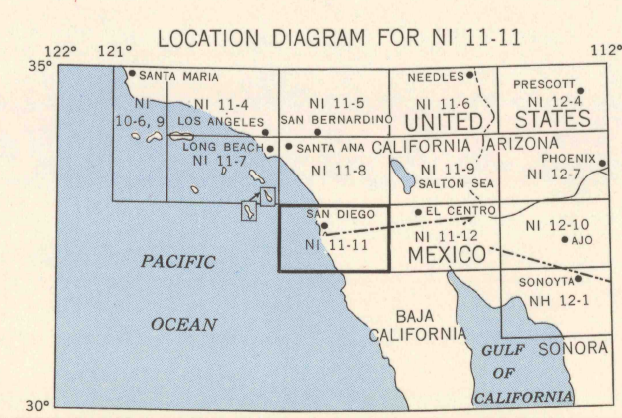 LOCATION DIAGRAM FOR NI 11-11
122° 121° 112°
35°
SANTA MARIA
NI
10-6, 9
NI 11-4
LOS ANGELES
NI 11-5
SAN BERNARDINO
NEEDLES
NI 11-6
UNITED
PRESCOTT
NI 12-4
STATES
LONG BEACH
NI 11-7
SANTA ANA
CALIFORNIA
NI 11-8
NI 11-9
SALTON SEA
ARIZONA
PHOENIX
NI 12-7
SAN DIEGO
NI 11-11
EL CENTRO
NI 11-12
MEXICO
NI 12-10
AJO
SONOYTA
NH 12-1
PACIFIC
OCEAN
BAJA
CALIFORNIA
GULF
OF
CALIFORNIA
SONORA
30°